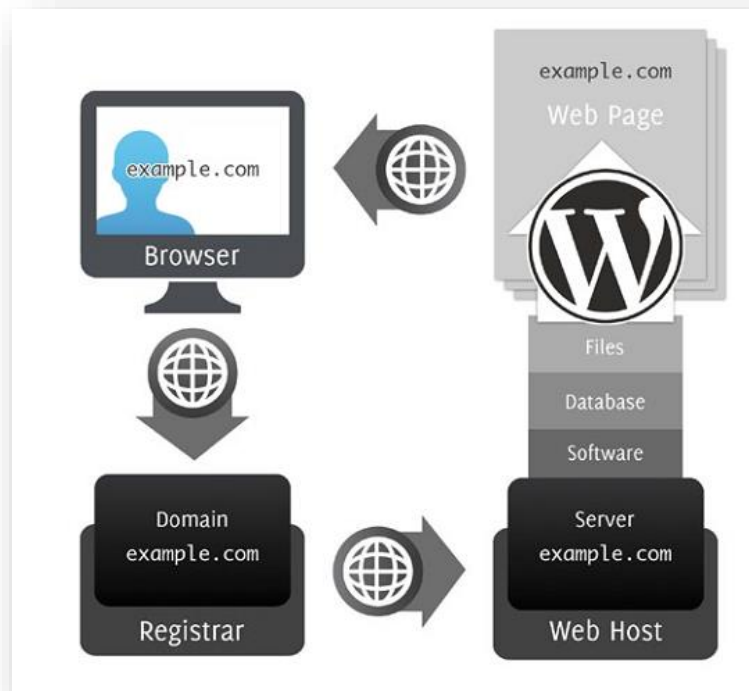 example.com
Browser
Domain
example.com
Registrar
Server
example.com
Web Host
Software
Database
Files
W
example.com
Web Page